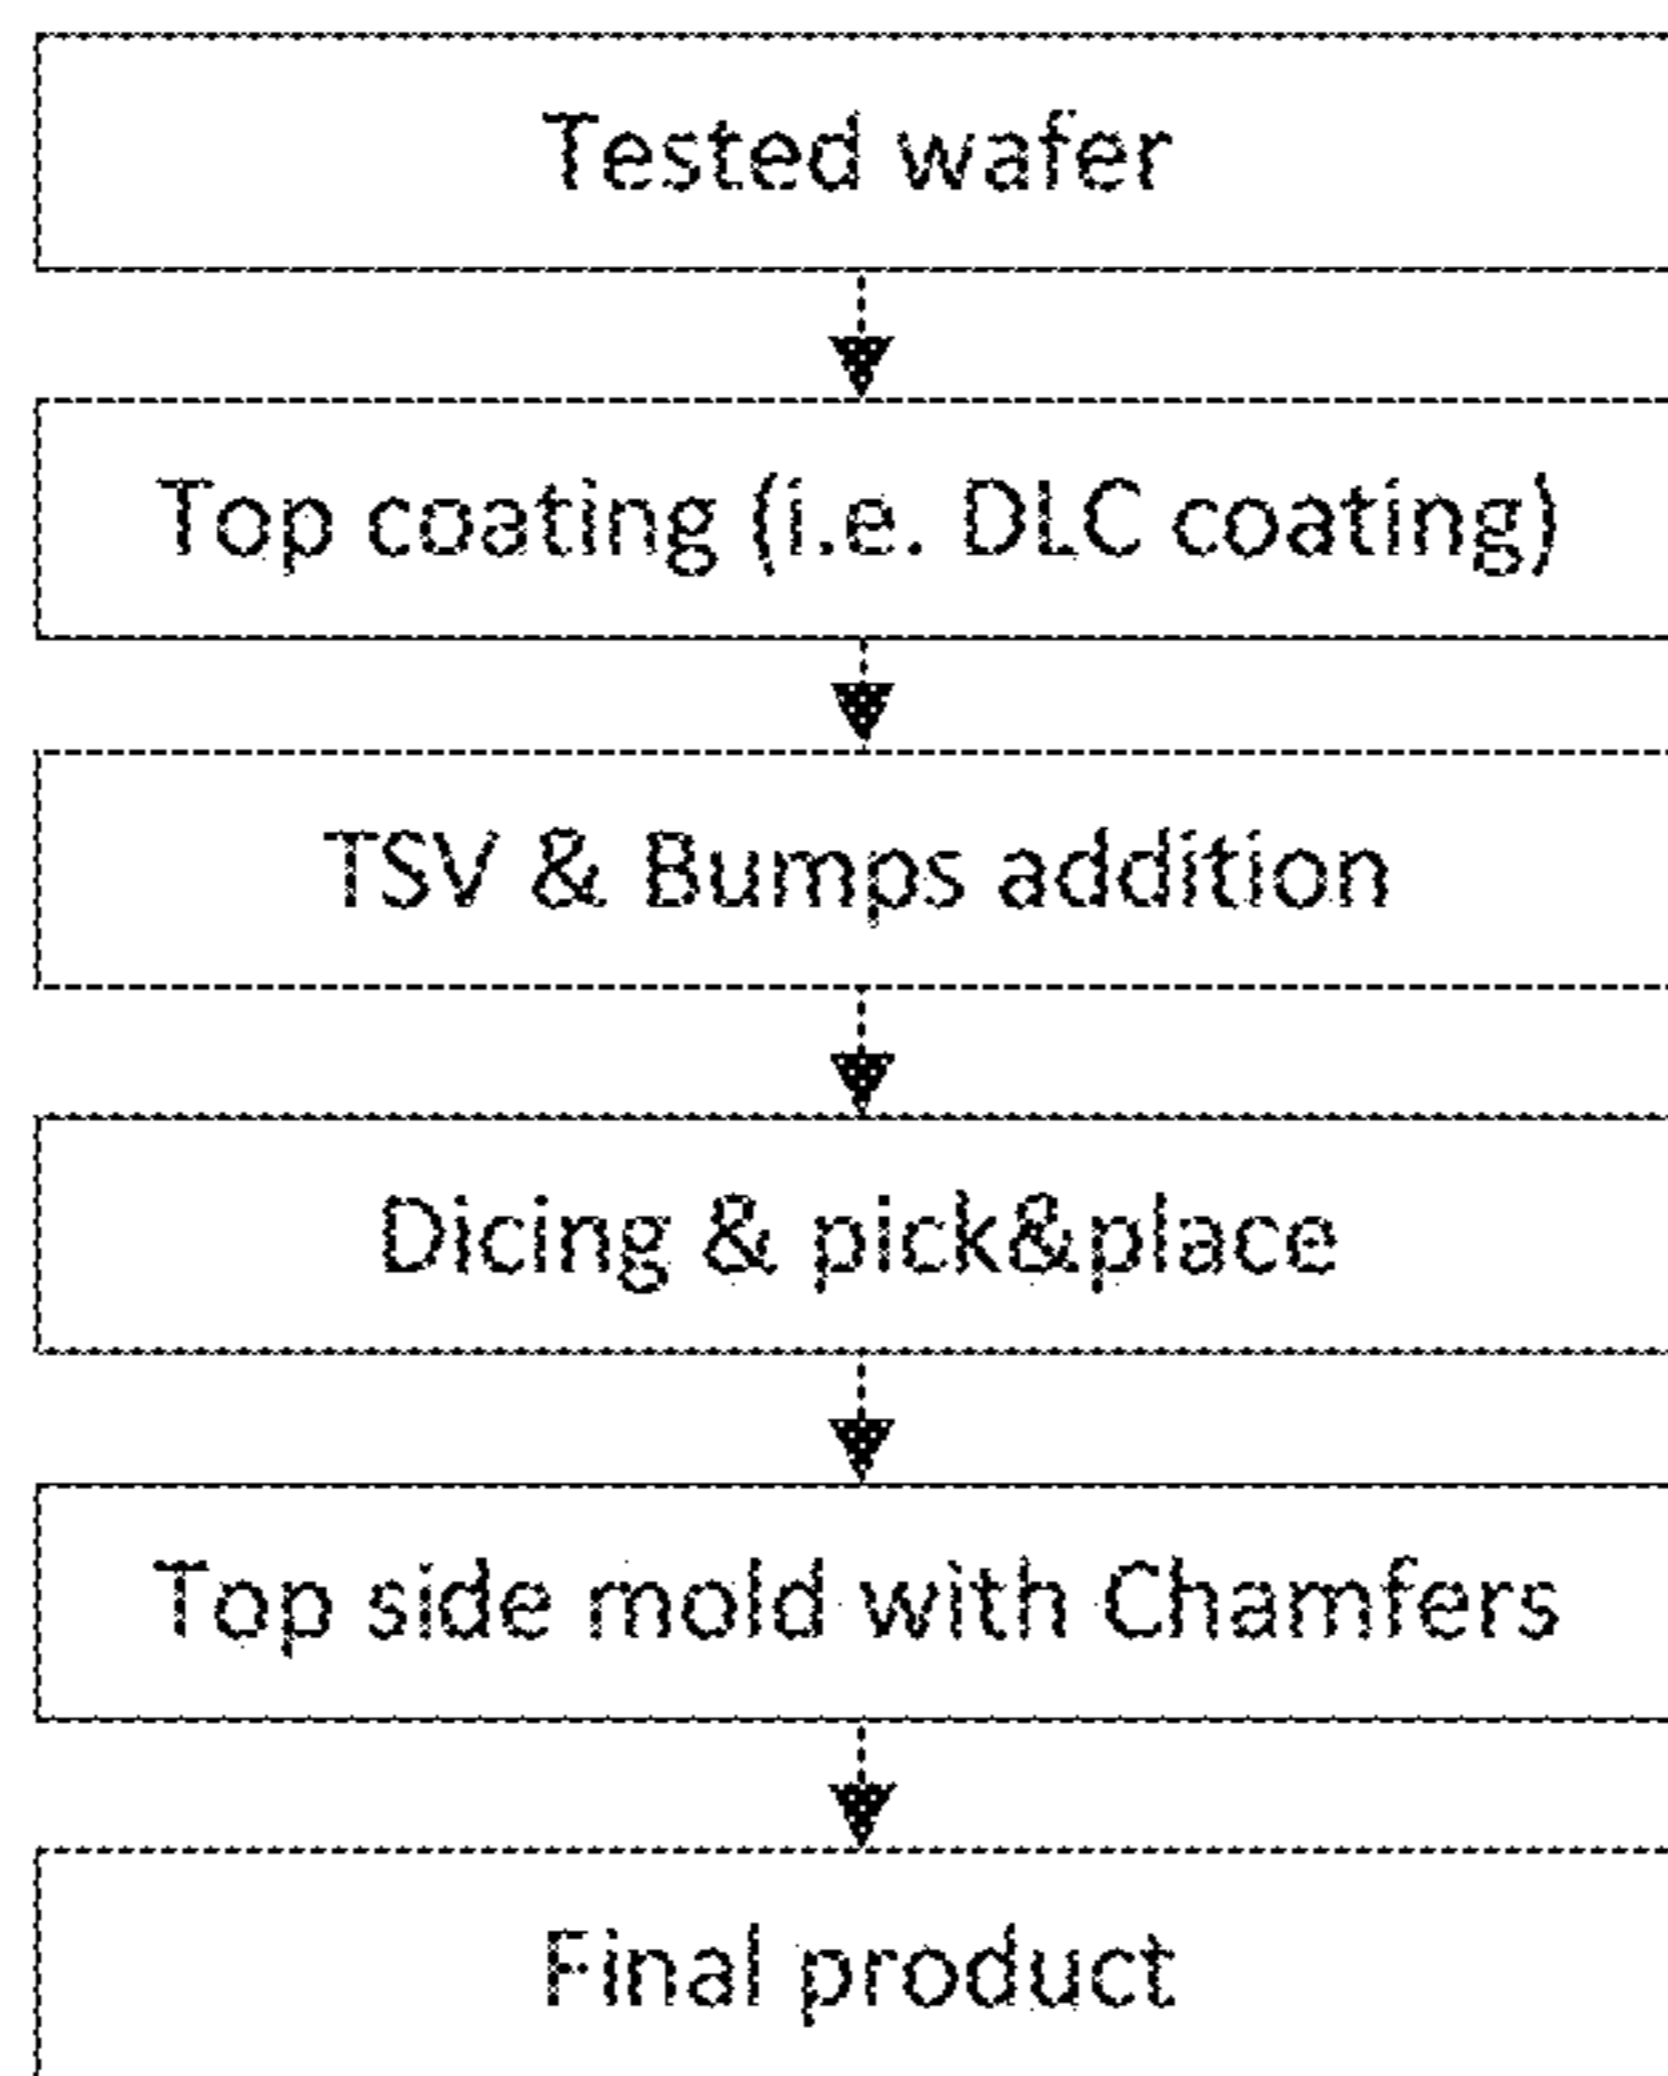 Tested wafer
Top coating (i.e. DLC coating)
TSV & Bumps addition
Dicing & pick&place
Top side mold with Chamfers
Final product